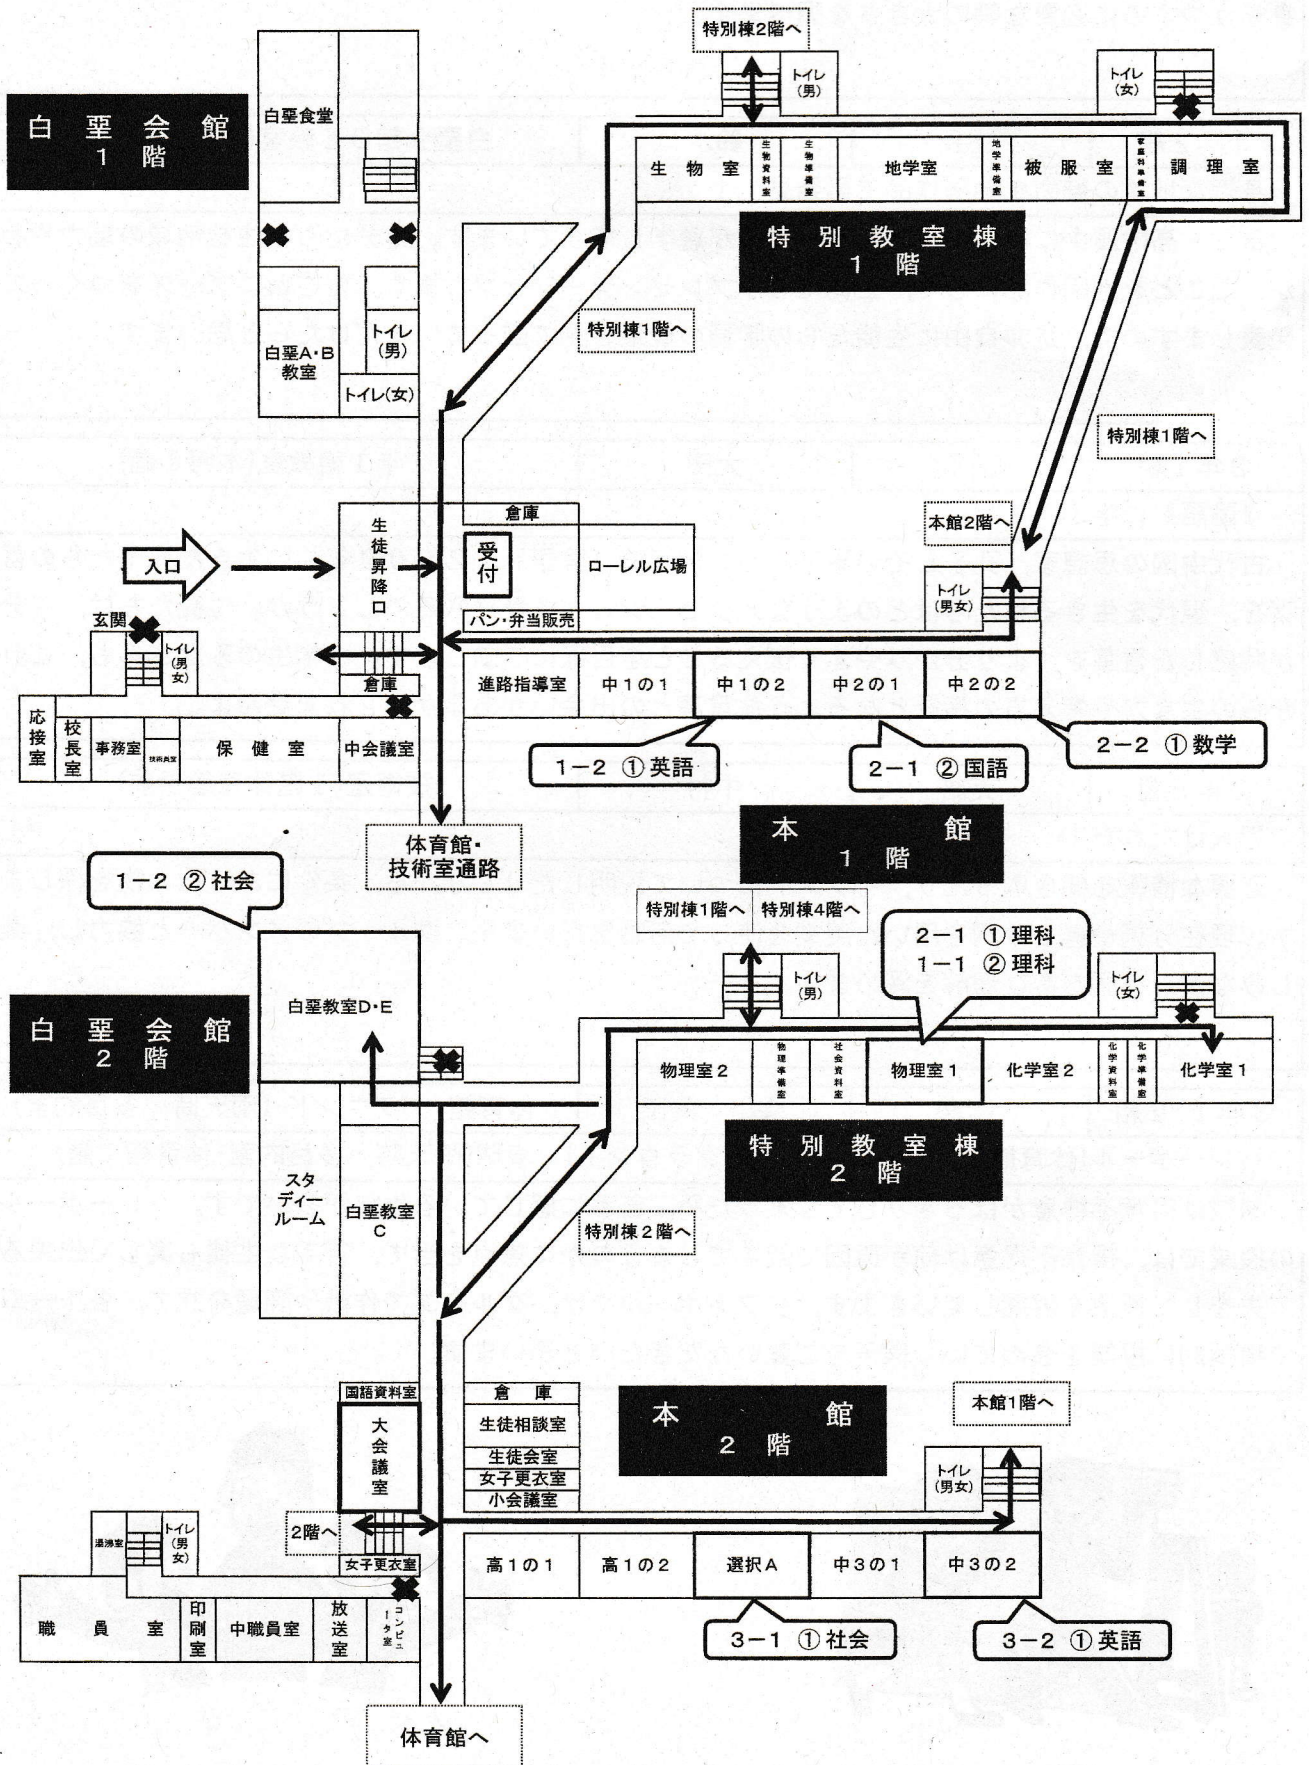 特別棟2階へ
トイレ
(男)
トイレ
(女)
白堊会館
1階
白堊食堂
生物室
生物資料室
生物準備室
地学室
地学準備室
被服室
家庭科準備室
調理室
特別教室棟
1階
特別棟1階へ
白堊A・B
教室
トイレ
(男)
トイレ(女)
特別棟1階へ
入口
生徒昇降口
倉庫
受付
ローレル広場
パン・弁当販売
本館2階へ
トイレ
(男女)
玄関
トイレ
(男女)
倉庫
応接室
校長室
事務室
技術員室
保健室
中会議室
進路指導室
中1の1
中1の2
中2の1
中2の2
1-2 ①英語
2-1 ②国語
2-2 ①数学
体育館・
技術室通路
本館
1階
1-2 ②社会
特別棟1階へ
特別棟4階へ
2-1 ①理科
1-1 ②理科
トイレ
(男)
トイレ
(女)
白堊会館
2階
白堊教室D・E
物理室2
物理準備室
社会資料室
物理室1
化学室2
化学資料室
化学準備室
化学室1
特別教室棟
2階
スタ
ディー
ルーム
白堊教室
C
特別棟2階へ
国語資料室
大会議室
倉庫
生徒相談室
生徒会室
女子更衣室
小会議室
本館
2階
本館1階へ
トイレ
(男女)
湯沸室
トイレ
(男女)
2階へ
女子更衣室
職員室
印刷室
中職員室
放送室
コンピュータ室
高1の1
高1の2
選択A
中3の1
中3の2
3-1 ①社会
3-2 ①英語
体育館へ